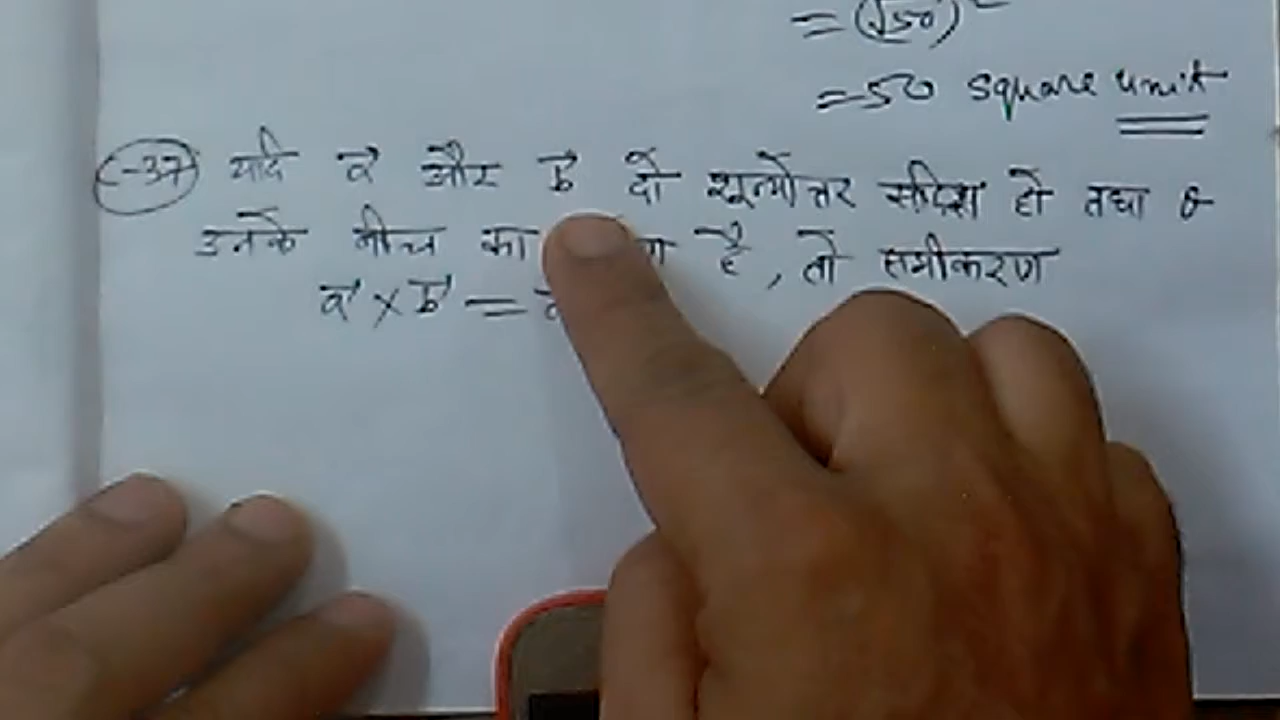 = (√50)²
= 50 square unit
(-37) यदि a⃗ और b⃗ दो शून्योत्तर सदिश हो तथा θ
उनके बीच का है, तो समीकरण
a⃗ × b⃗ =